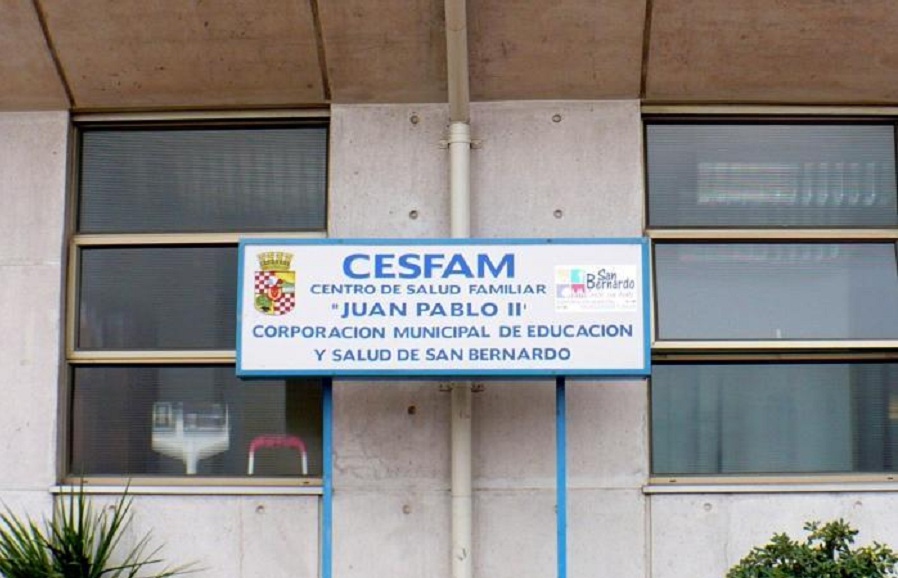 CESFAM
CENTRO DE SALUD FAMILIAR
"JUAN PABLO II'
CORPORACION MUNICIPAL DE EDUCACION
Y SALUD DE SAN BERNARDO
San
Bernardo